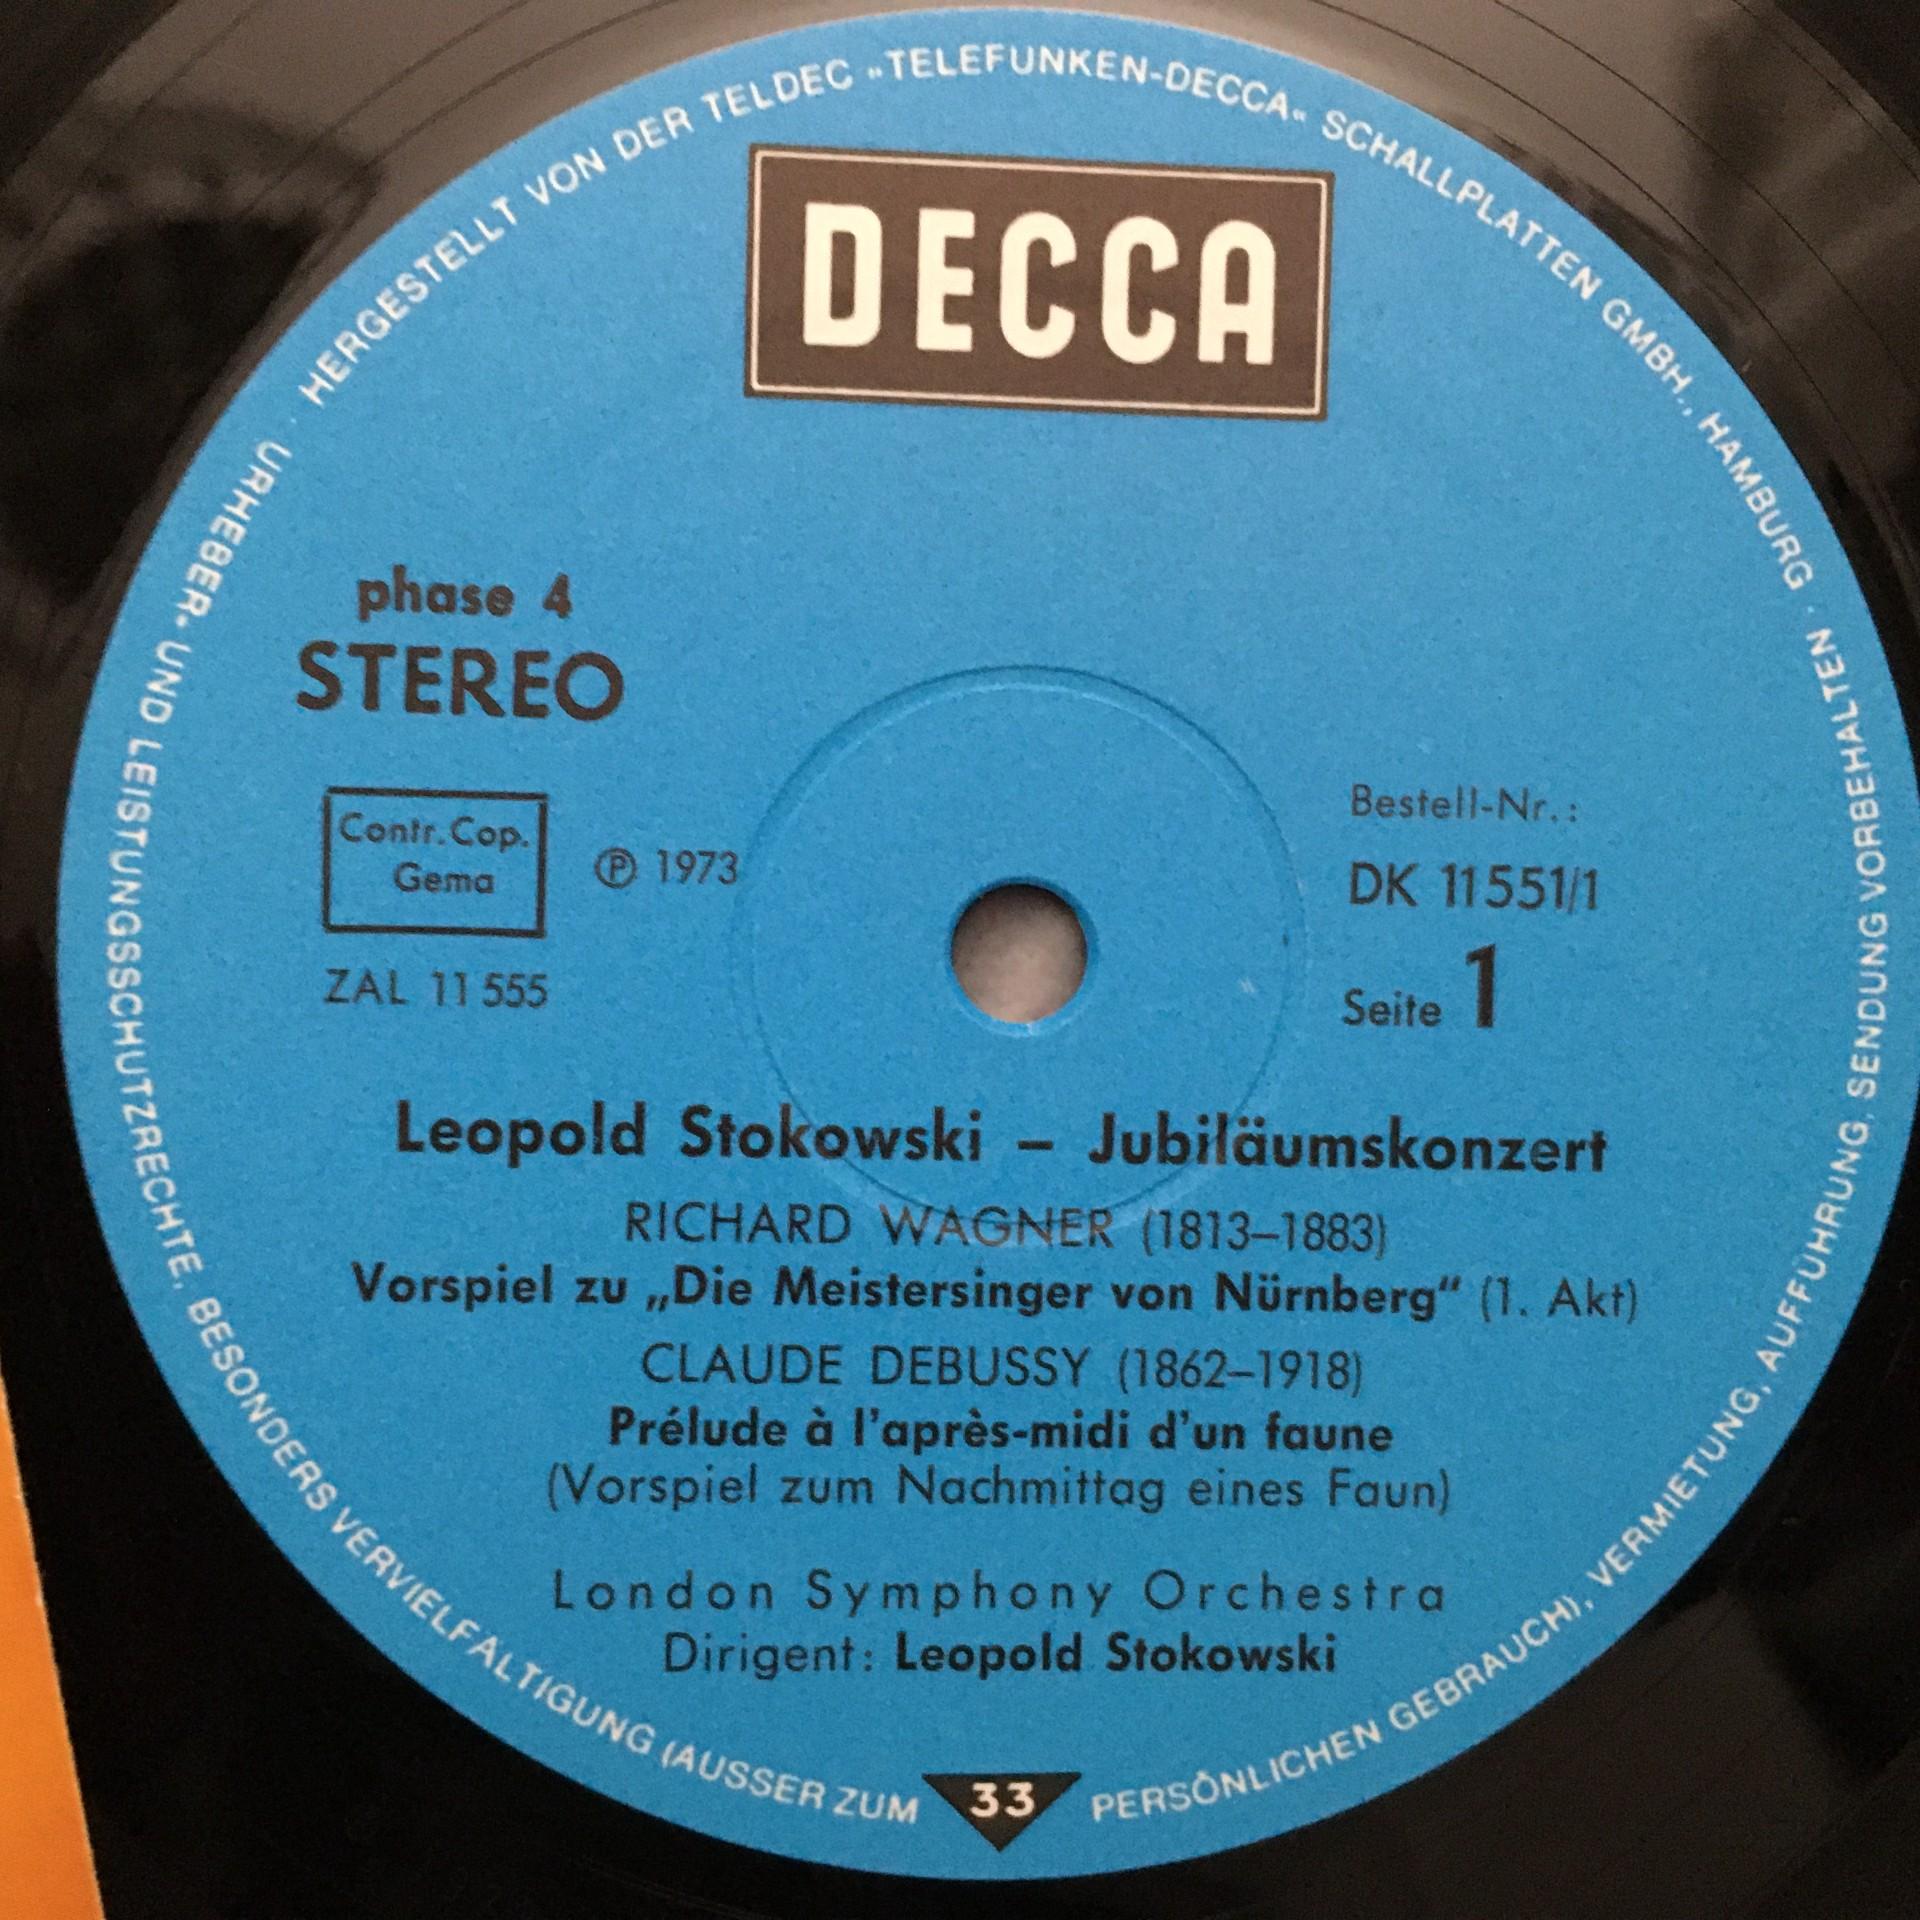 HERGESTELLT VON DER TELDEC „TELEFUNKEN-DECCA“ SCHALLPLATTEN GMBH., HAMBURG · URHEBER- UND LEISTUNGSSCHUTZRECHTE, BESONDERS VERVIELFÄLTIGUNG (AUSSER ZUM PERSÖNLICHEN GEBRAUCH), VERMIETUNG, AUFFÜHRUNG, SENDUNG VORBEHALTEN ·
DECCA
phase 4
STEREO
Contr. Cop.
Gema
℗ 1973
ZAL 11 555
Bestell-Nr.:
DK 11551/1
Seite 1
Leopold Stokowski – Jubiläumskonzert
RICHARD WAGNER (1813–1883)
Vorspiel zu „Die Meistersinger von Nürnberg“ (1. Akt)
CLAUDE DEBUSSY (1862–1918)
Prélude à l'après-midi d'un faune
(Vorspiel zum Nachmittag eines Faun)
London Symphony Orchestra
Dirigent: Leopold Stokowski
33